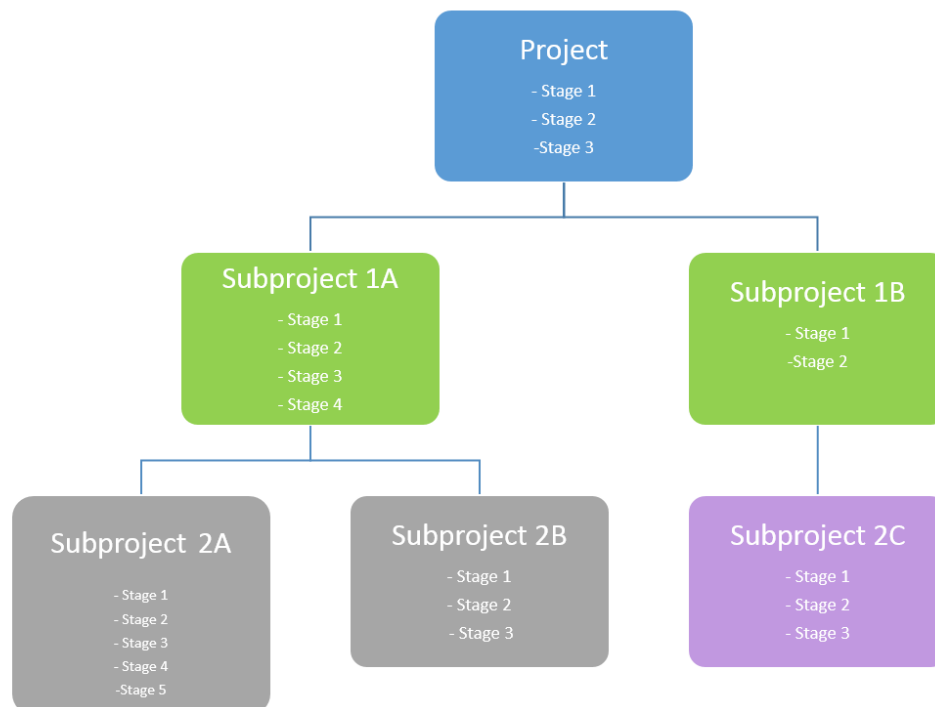 Project
- Stage 1
- Stage 2
-Stage 3
Subproject 1A
- Stage 1
- Stage 2
- Stage 3
- Stage 4
Subproject 1B
- Stage 1
-Stage 2
Subproject 2A
- Stage 1
- Stage 2
- Stage 3
- Stage 4
-Stage 5
Subproject 2B
- Stage 1
- Stage 2
- Stage 3
Subproject 2C
- Stage 1
- Stage 2
- Stage 3